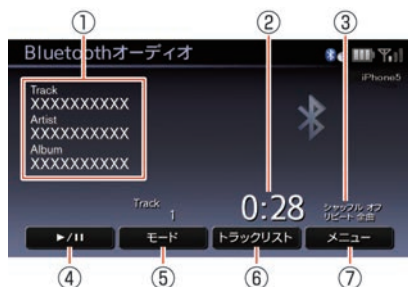 ① ② ③
Bluetoothオーディオ
iPhone5
Track
XXXXXXXXXX
Artist
XXXXXXXXXX
Album
XXXXXXXXXX
Track
1
0:28
シャッフル オフ
リピート 全曲
►/II モード トラックリスト メニュー
④ ⑤ ⑥ ⑦